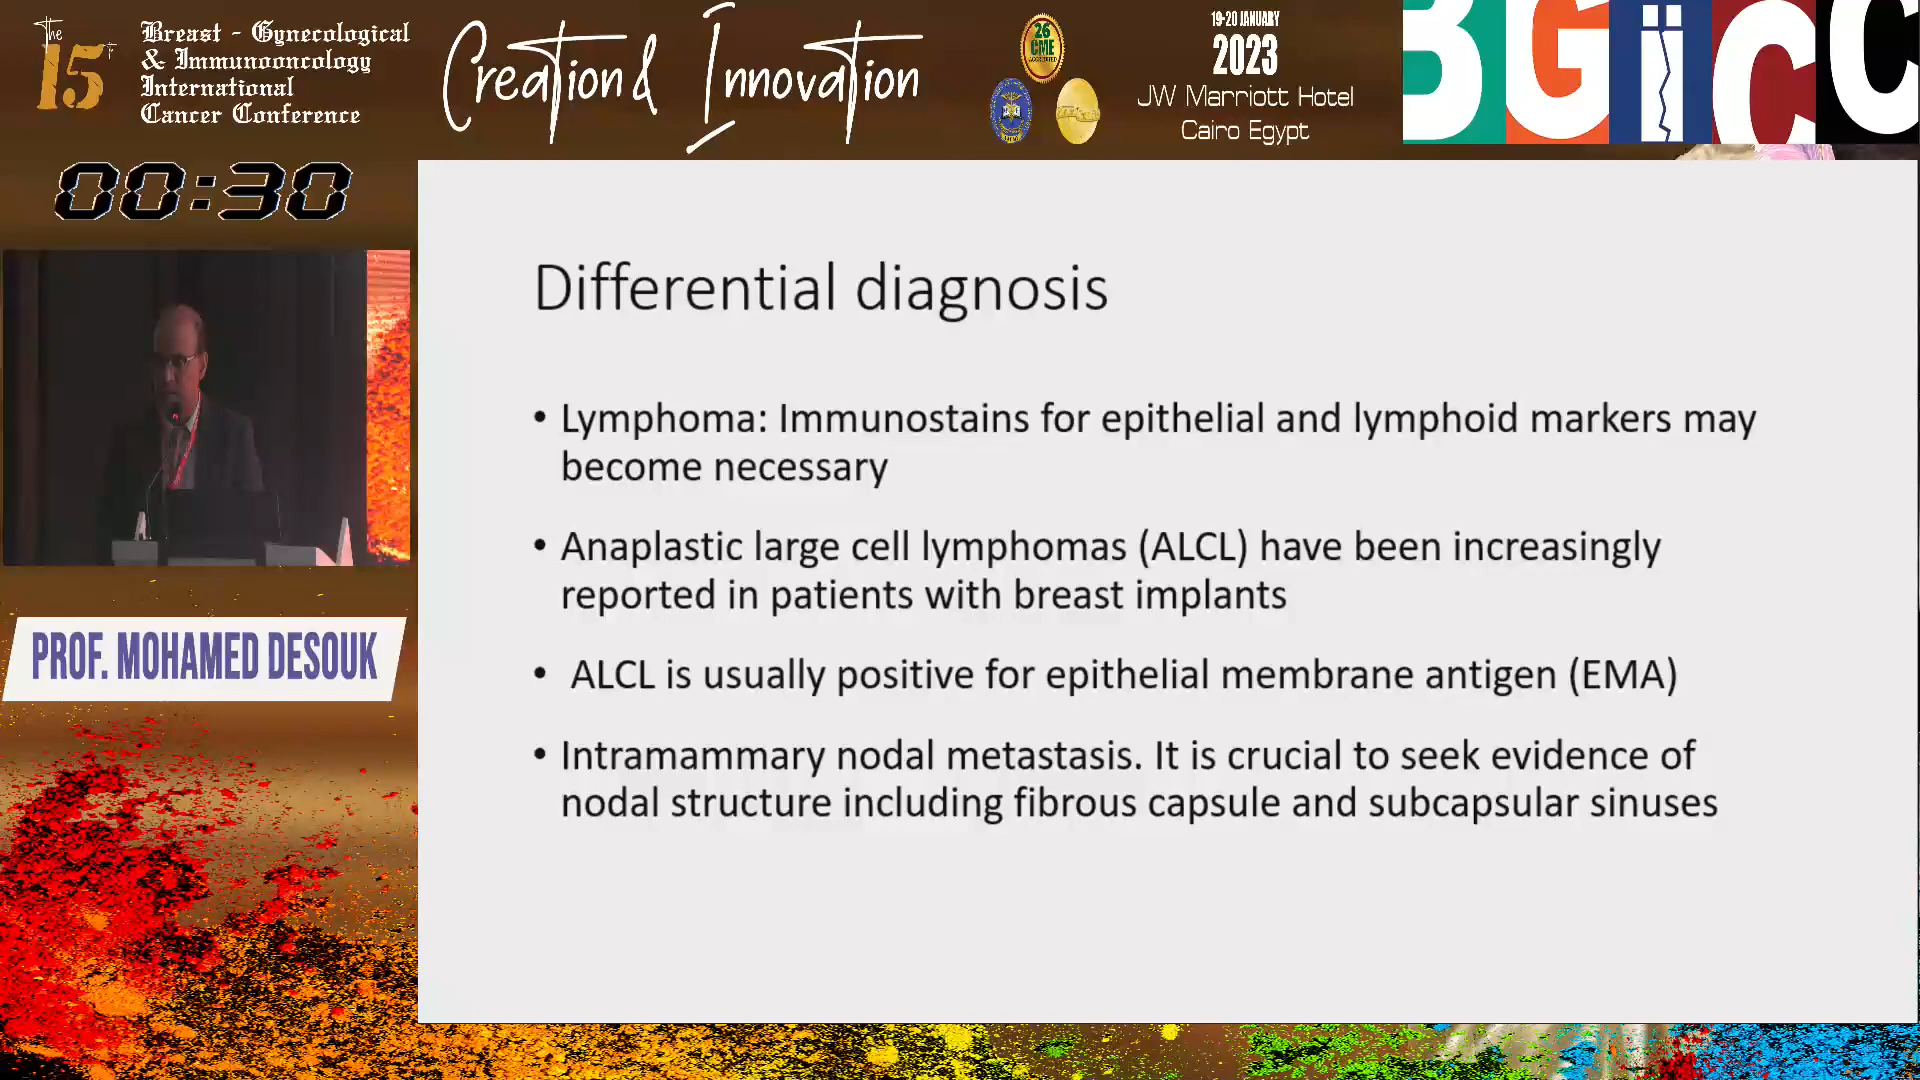 The 15th
Breast - Gynecological
& Immunooncology
International
Cancer Conference
Creation & Innovation
26
CME
ACCREDITED
19-20 JANUARY
2023
JW Marriott Hotel
Cairo Egypt
BGiCC
00:30
Differential diagnosis
• Lymphoma: Immunostains for epithelial and lymphoid markers may
become necessary
• Anaplastic large cell lymphomas (ALCL) have been increasingly
reported in patients with breast implants
• ALCL is usually positive for epithelial membrane antigen (EMA)
• Intramammary nodal metastasis. It is crucial to seek evidence of
nodal structure including fibrous capsule and subcapsular sinuses
PROF. MOHAMED DESOUK